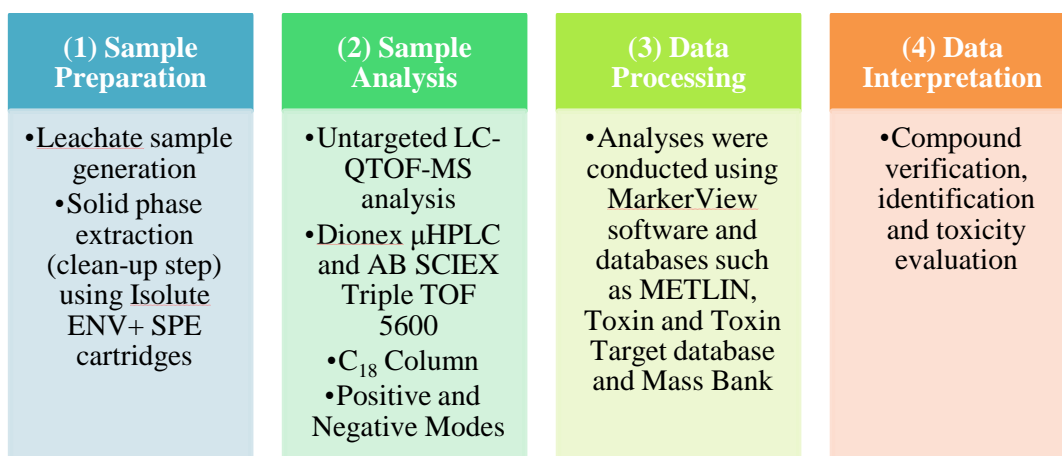 (1) Sample
Preparation
•Leachate sample
generation
•Solid phase
extraction
(clean-up step)
using Isolute
ENV+ SPE
cartridges
(2) Sample
Analysis
•Untargeted LC-
QTOF-MS
analysis
•Dionex μHPLC
and AB SCIEX
Triple TOF
5600
•C₁₈ Column
•Positive and
Negative Modes
(3) Data
Processing
•Analyses were
conducted using
MarkerView
software and
databases such
as METLIN,
Toxin and Toxin
Target database
and Mass Bank
(4) Data
Interpretation
•Compound
verification,
identification
and toxicity
evaluation